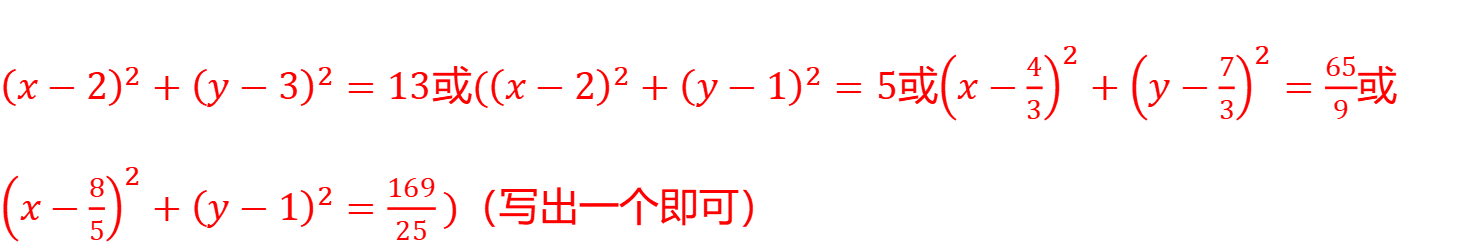 (x − 2)² + (y − 3)² = 13或((x − 2)² + (y − 1)² = 5或(x − 4/3)² + (y − 7/3)² = 65/9或
(x − 8/5)² + (y − 1)² = 169/25)（写出一个即可）